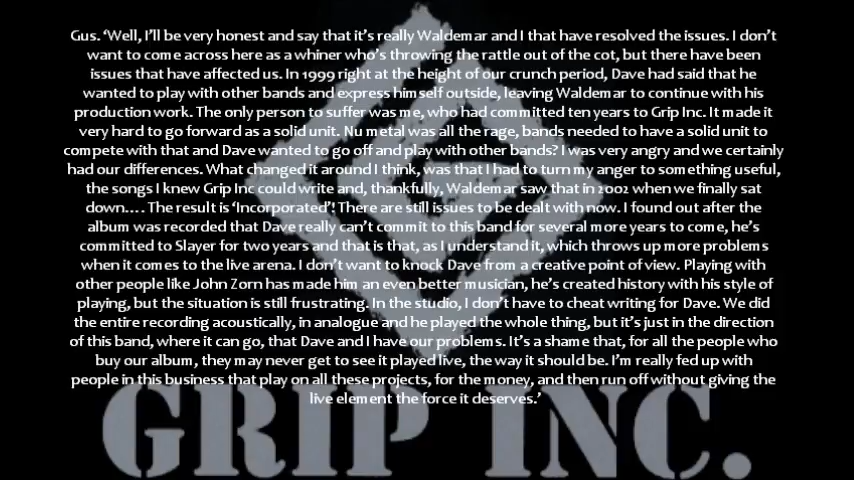 Gus. ‘Well, I’ll be very honest and say that it’s really Waldemar and I that have resolved the issues. I don’t
want to come across here as a whiner who’s throwing the rattle out of the cot, but there have been
issues that have affected us. In 1999 right at the height of our crunch period, Dave had said that he
wanted to play with other bands and express himself outside, leaving Waldemar to continue with his
production work. The only person to suffer was me, who had committed ten years to Grip Inc. It made it
very hard to go forward as a solid unit. Nu metal was all the rage, bands needed to have a solid unit to
compete with that and Dave wanted to go off and play with other bands? I was very angry and we certainly
had our differences. What changed it around I think, was that I had to turn my anger to something useful,
the songs I knew Grip Inc could write and, thankfully, Waldemar saw that in 2002 when we finally sat
down…. The result is ‘Incorporated’! There are still issues to be dealt with now. I found out after the
album was recorded that Dave really can’t commit to this band for several more years to come, he’s
committed to Slayer for two years and that is that, as I understand it, which throws up more problems
when it comes to the live arena. I don’t want to knock Dave from a creative point of view. Playing with
other people like John Zorn has made him an even better musician, he’s created history with his style of
playing, but the situation is still frustrating. In the studio, I don’t have to cheat writing for Dave. We did
the entire recording acoustically, in analogue and he played the whole thing, but it’s just in the direction
of this band, where it can go, that Dave and I have our problems. It’s a shame that, for all the people who
buy our album, they may never get to see it played live, the way it should be. I’m really fed up with
people in this business that play on all these projects, for the money, and then run off without giving the
live element the force it deserves.’
GRIP INC.